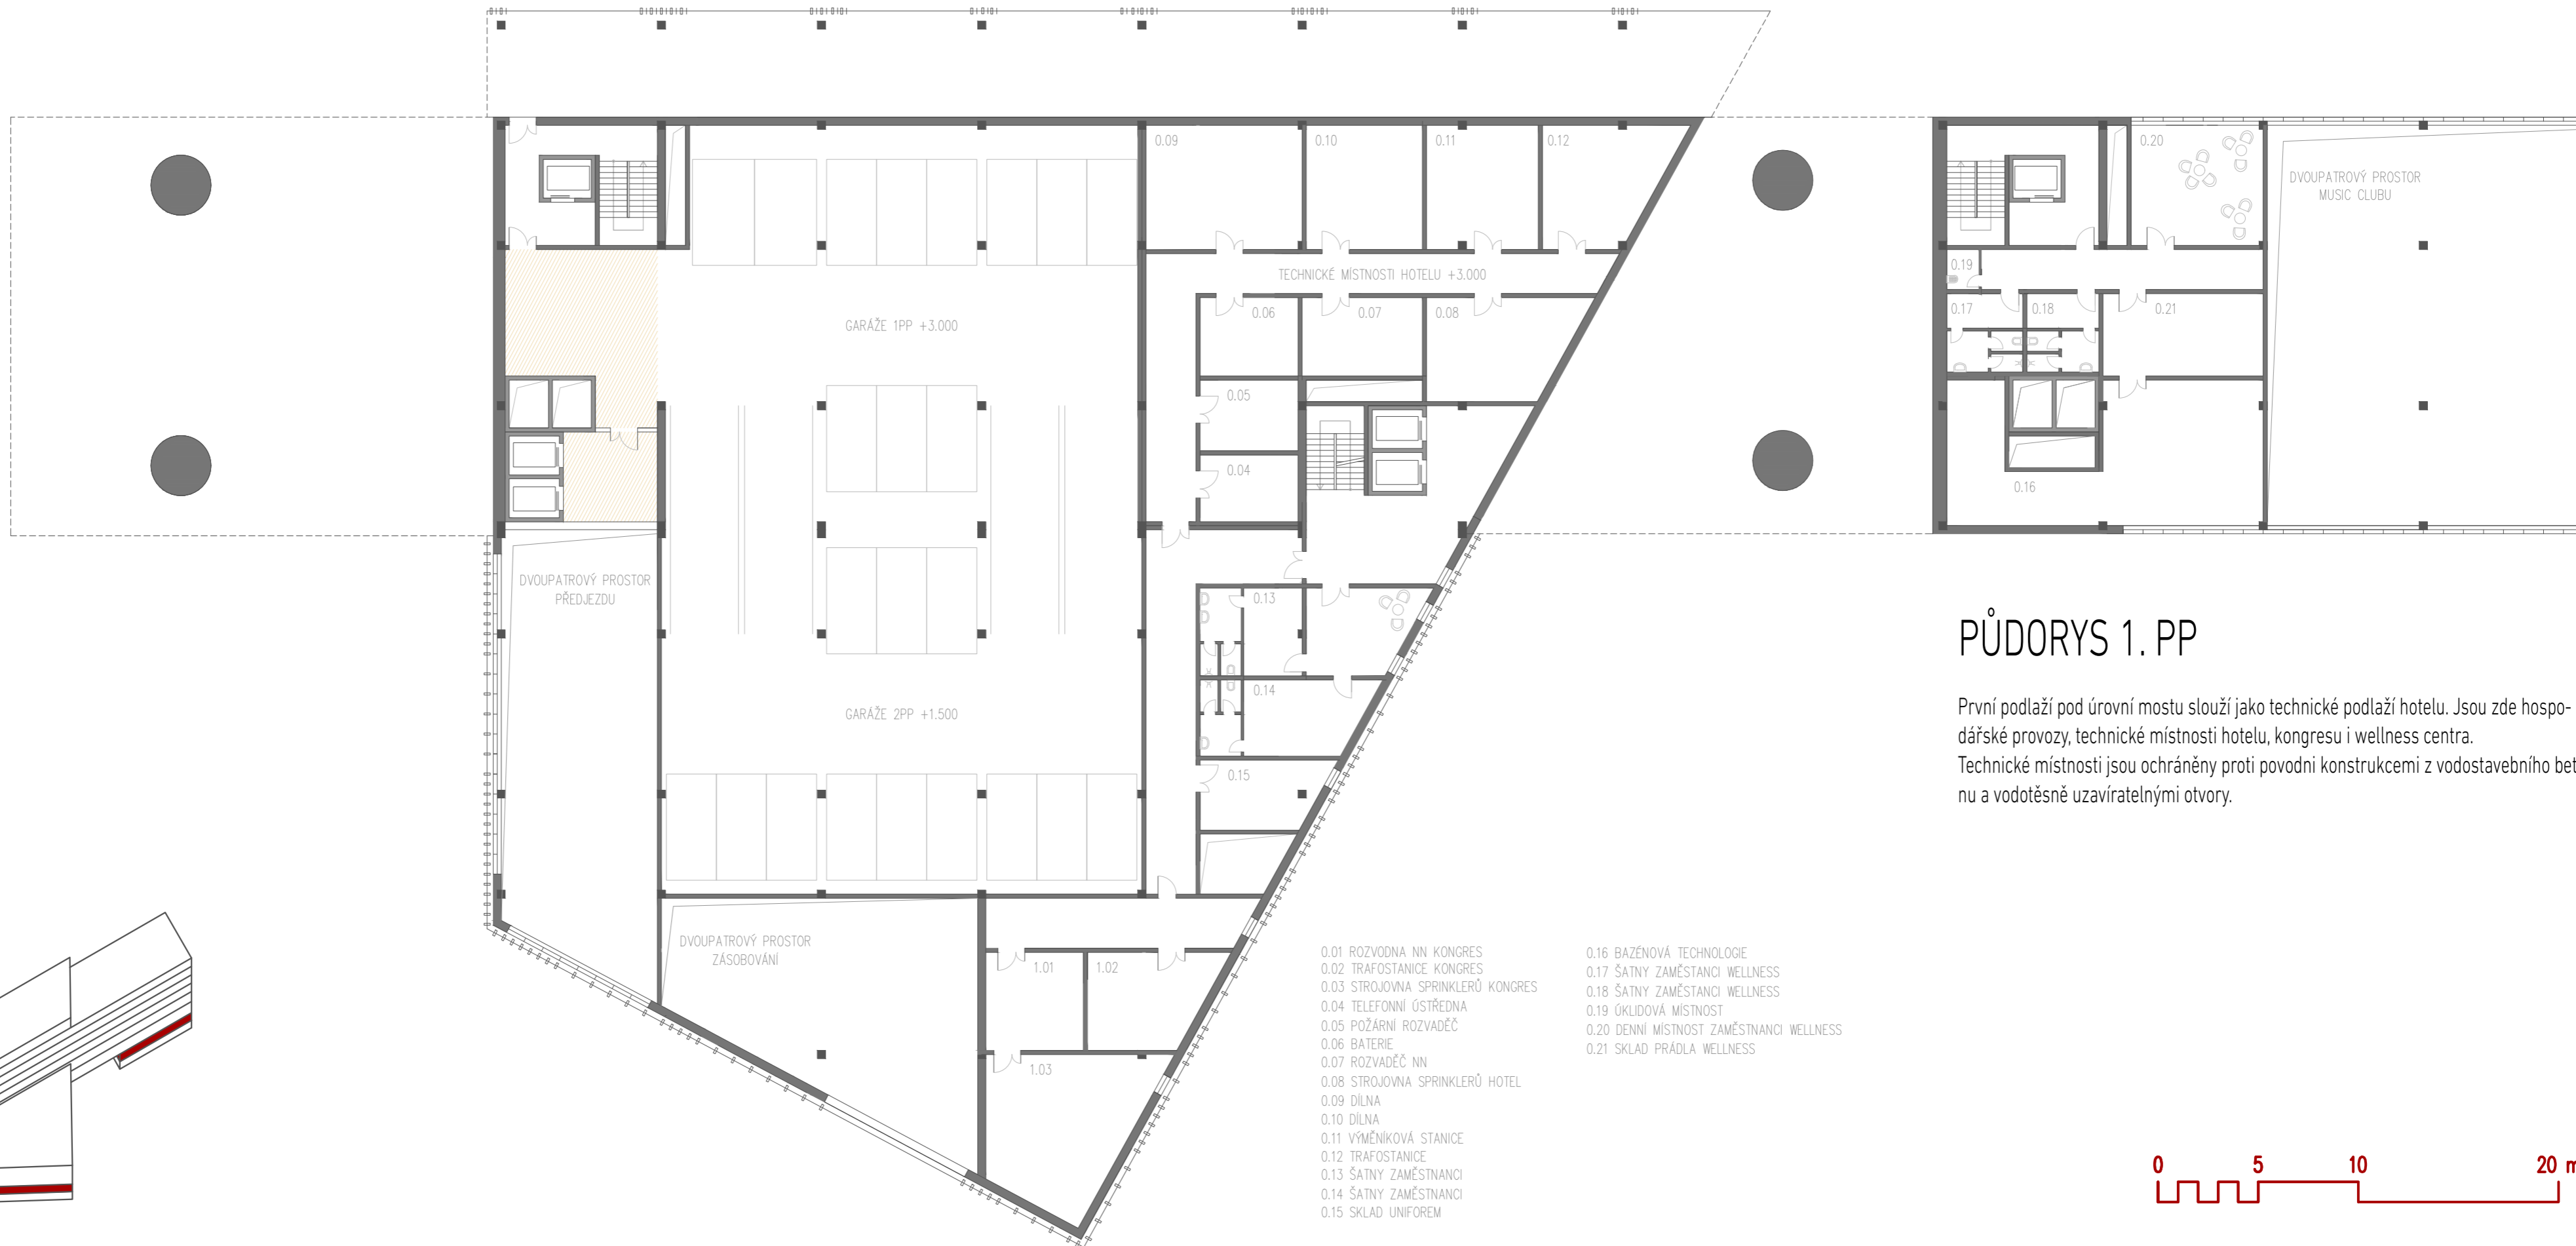 0.09
0.10
0.11
0.12
0.20
DVOUPATROVÝ PROSTOR
MUSIC CLUBU
TECHNICKÉ MÍSTNOSTI HOTELU +3.000
0.19
0.06
0.07
0.08
0.17
0.18
0.21
GARÁŽE 1PP +3.000
0.05
0.04
0.16
DVOUPATROVÝ PROSTOR
PŘEDJEZDU
0.13
0.14
GARÁŽE 2PP +1.500
0.15
PŮDORYS 1. PP
První podlaží pod úrovní mostu slouží jako technické podlaží hotelu. Jsou zde hospo-
dářské provozy, technické místnosti hotelu, kongresu i wellness centra.
Technické místnosti jsou ochráněny proti povodni konstrukcemi z vodostavebního bet
nu a vodotěsně uzavíratelnými otvory.
DVOUPATROVÝ PROSTOR
ZÁSOBOVÁNÍ
1.01
1.02
1.03
0.01 ROZVODNA NN KONGRES
0.02 TRAFOSTANICE KONGRES
0.03 STROJOVNA SPRINKLERŮ KONGRES
0.04 TELEFONNÍ ÚSTŘEDNA
0.05 POŽÁRNÍ ROZVADĚČ
0.06 BATERIE
0.07 ROZVADĚČ NN
0.08 STROJOVNA SPRINKLERŮ HOTEL
0.09 DÍLNA
0.10 DÍLNA
0.11 VÝMĚNÍKOVÁ STANICE
0.12 TRAFOSTANICE
0.13 ŠATNY ZAMĚSTNANCI
0.14 ŠATNY ZAMĚSTNANCI
0.15 SKLAD UNIFOREM
0.16 BAZÉNOVÁ TECHNOLOGIE
0.17 ŠATNY ZAMĚSTANCI WELLNESS
0.18 ŠATNY ZAMĚSTANCI WELLNESS
0.19 ÚKLIDOVÁ MÍSTNOST
0.20 DENNÍ MÍSTNOST ZAMĚSTNANCI WELLNESS
0.21 SKLAD PRÁDLA WELLNESS
0 5 10 20 m